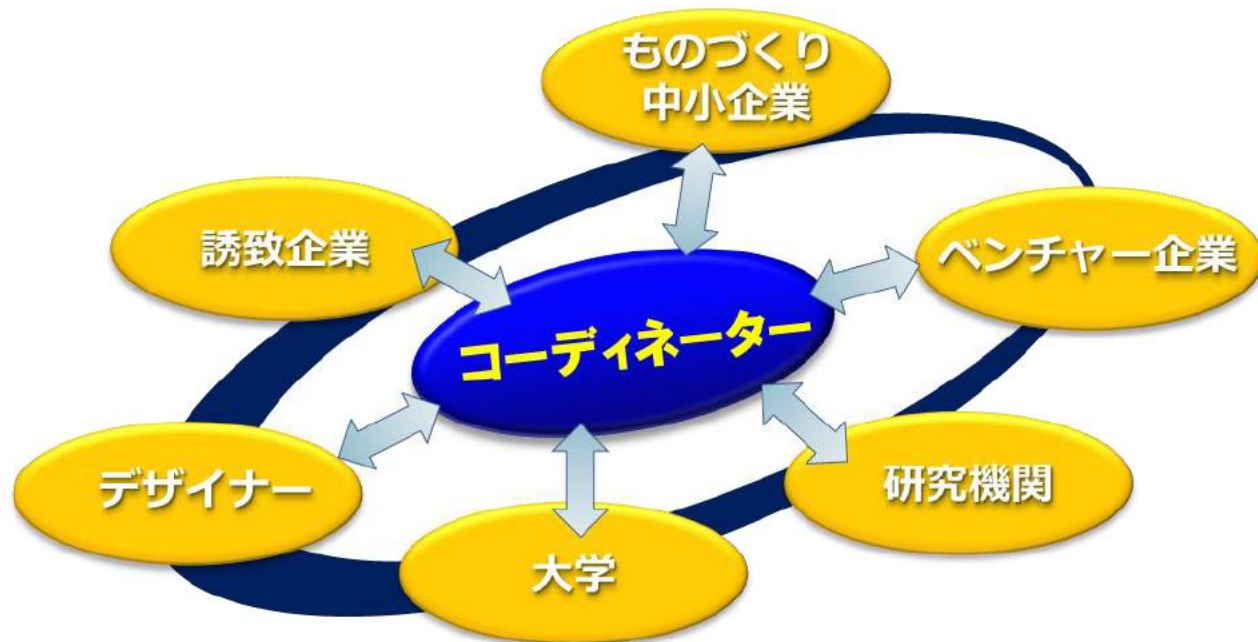 ものづくり
中小企業
誘致企業
ベンチャー企業
コーディネーター
デザイナー
研究機関
大学